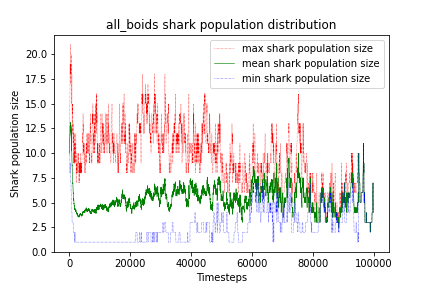 all_boids shark population distribution
max shark population size
mean shark population size
min shark population size
Shark population size
20.0
17.5
15.0
12.5
10.0
7.5
5.0
2.5
0.0
0 20000 40000 60000 80000 100000
Timesteps